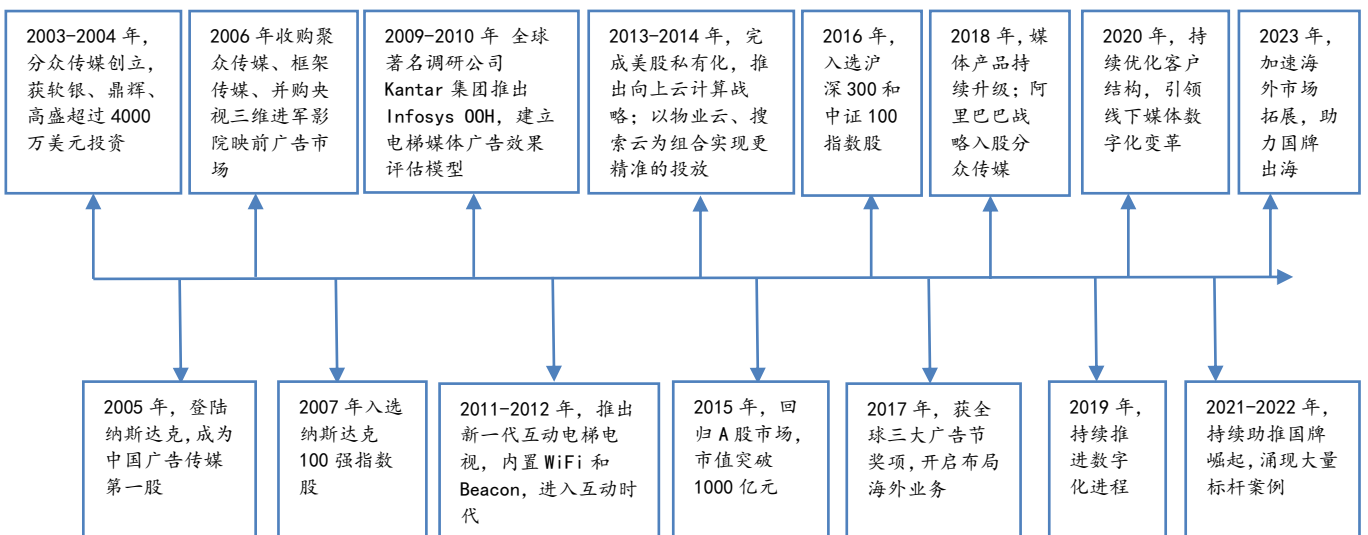 2003-2004 年，
分众传媒创立，
获软银、鼎辉、
高盛超过 4000
万美元投资
2006 年收购聚
众传媒、框架
传媒、并购央
视三维进军影
院映前广告市
场
2009-2010 年 全球
著名调研公司
Kantar 集团推出
Infosys OOH，建立
电梯媒体广告效果
评估模型
2013-2014 年，完
成美股私有化，推
出向上云计算战
略；以物业云、搜
索云为组合实现更
精准的投放
2016 年，
入选沪
深 300 和
中证 100
指数股
2018 年，媒
体产品持
续升级；阿
里巴巴战
略入股分
众传媒
2020 年，持
续优化客户
结构，引领
线下媒体数
字化变革
2023 年，
加速海
外市场
拓展，助
力国牌
出海
2005 年，登陆
纳斯达克，成为
中国广告传媒
第一股
2007 年入选
纳斯达克
100 强指数
股
2011-2012 年，推出
新一代互动电梯电
视，内置 WiFi 和
Beacon，进入互动时
代
2015 年，回
归 A 股市场，
市值突破
1000 亿元
2017 年，获全
球三大广告节
奖项，开启布局
海外业务
2019 年，
持续推
进数字
化进程
2021-2022 年，
持续助推国牌
崛起，涌现大量
标杆案例